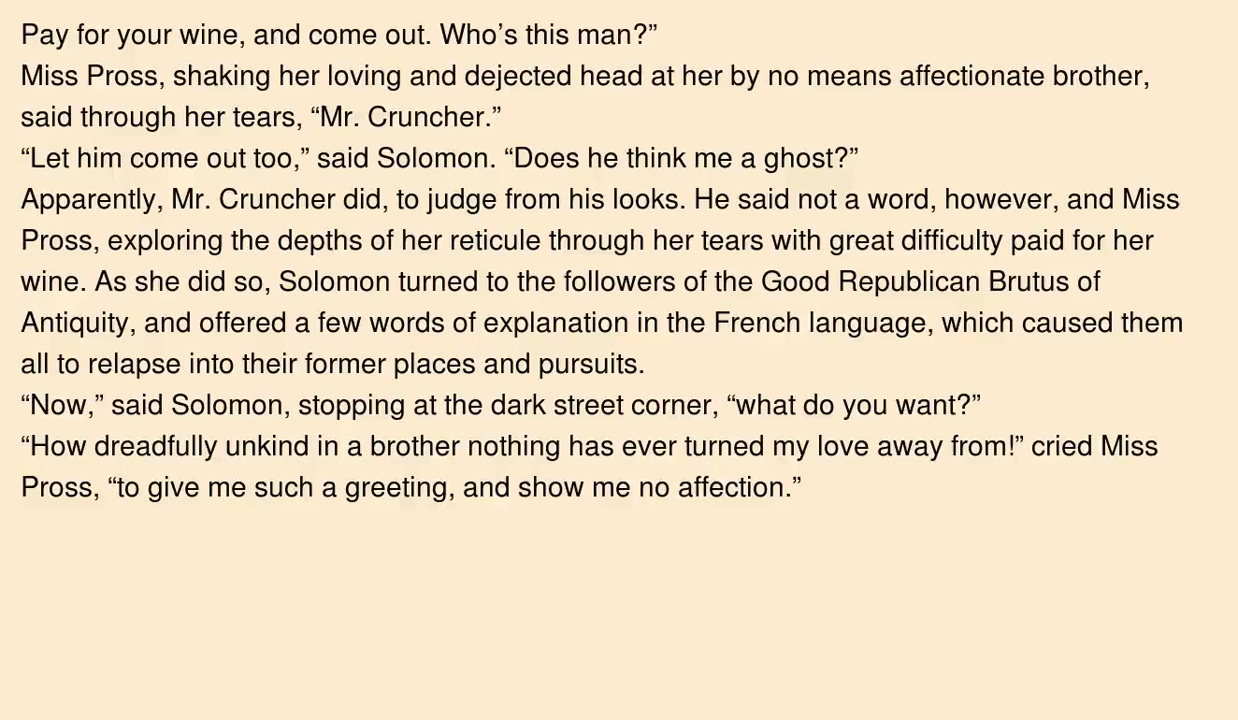 Pay for your wine, and come out. Who’s this man?”
Miss Pross, shaking her loving and dejected head at her by no means affectionate brother,
said through her tears, “Mr. Cruncher.”
“Let him come out too,” said Solomon. “Does he think me a ghost?”
Apparently, Mr. Cruncher did, to judge from his looks. He said not a word, however, and Miss
Pross, exploring the depths of her reticule through her tears with great difficulty paid for her
wine. As she did so, Solomon turned to the followers of the Good Republican Brutus of
Antiquity, and offered a few words of explanation in the French language, which caused them
all to relapse into their former places and pursuits.
“Now,” said Solomon, stopping at the dark street corner, “what do you want?”
“How dreadfully unkind in a brother nothing has ever turned my love away from!” cried Miss
Pross, “to give me such a greeting, and show me no affection.”